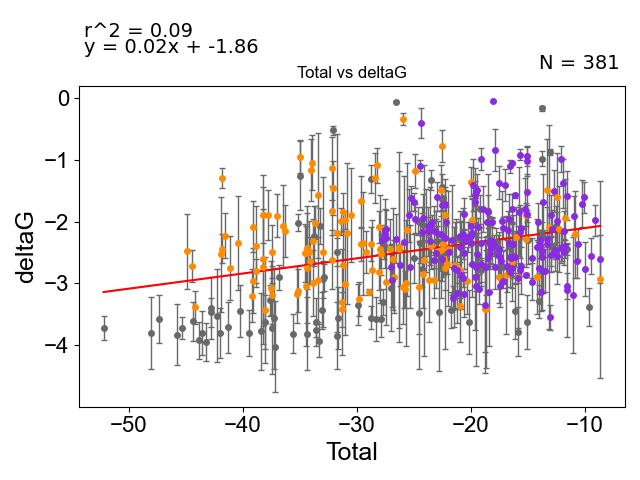 r^2 = 0.09
y = 0.02x + -1.86
N = 381
Total vs deltaG
0
−1
−2
−3
−4
deltaG
−50
−40
−30
−20
−10
Total